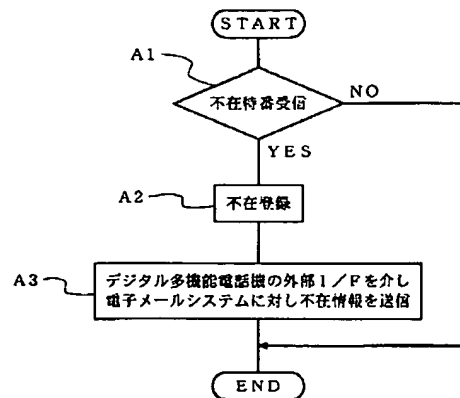 START
A1
不在特番受信
NO
YES
A2
不在登録
A3
デジタル多機能電話機の外部I/Fを介し
電子メールシステムに対し不在情報を送信
END